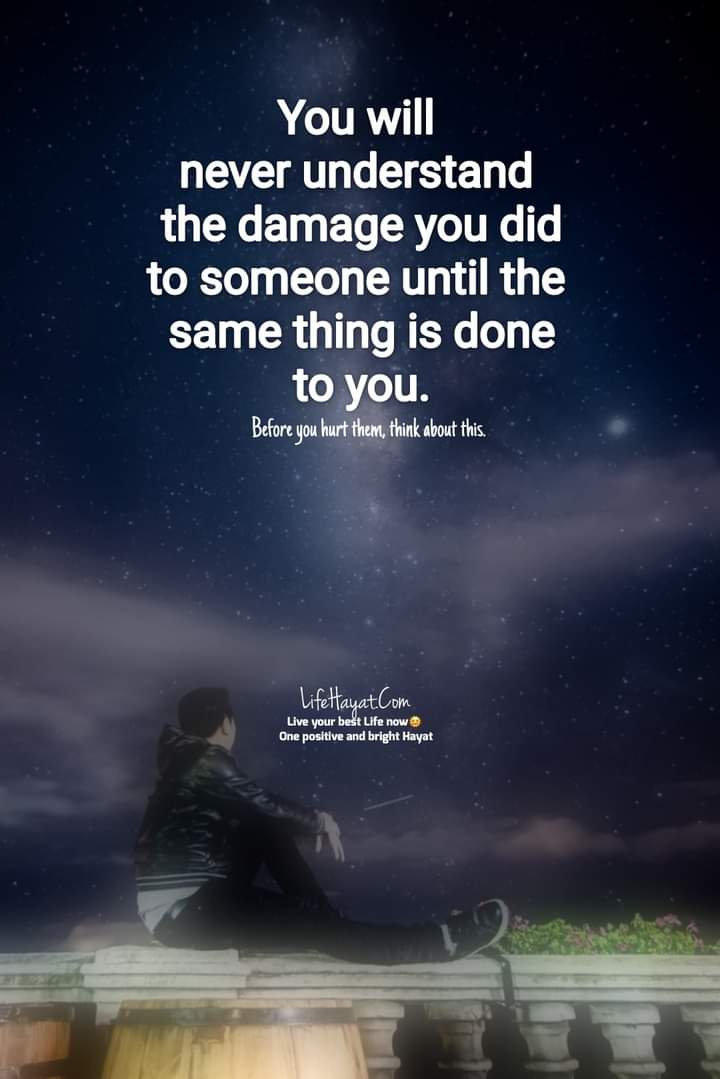 You will
never understand
the damage you did
to someone until the
same thing is done
to you.
Before you hurt them, think about this.
LifeHayat.Com
Live your best Life now🥹
One positive and bright Hayat